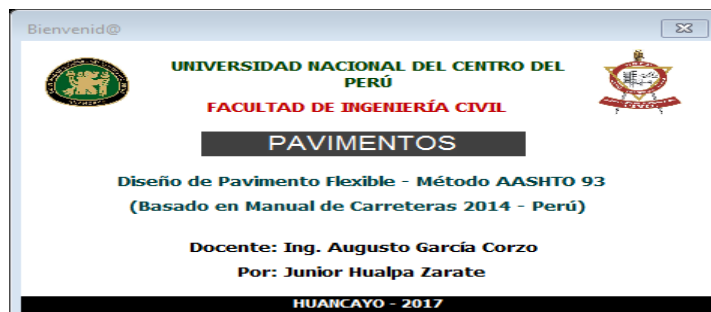 Bienvenid@
UNIVERSIDAD NACIONAL DEL CENTRO DEL
PERÚ
FACULTAD DE INGENIERÍA CIVIL
PAVIMENTOS
Diseño de Pavimento Flexible - Método AASHTO 93
(Basado en Manual de Carreteras 2014 - Perú)
Docente: Ing. Augusto García Corzo
Por: Junior Hualpa Zarate
HUANCAYO - 2017